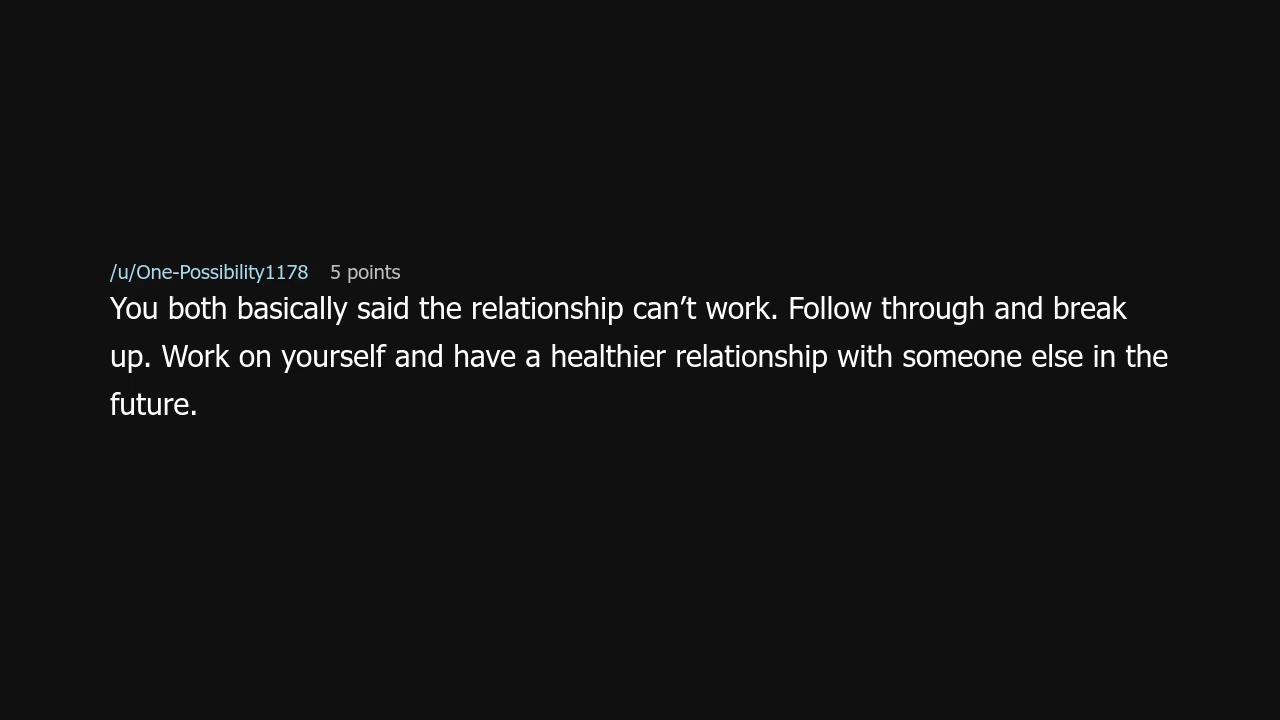 /u/One-Possibility1178 5 points
You both basically said the relationship can’t work. Follow through and break
up. Work on yourself and have a healthier relationship with someone else in the
future.